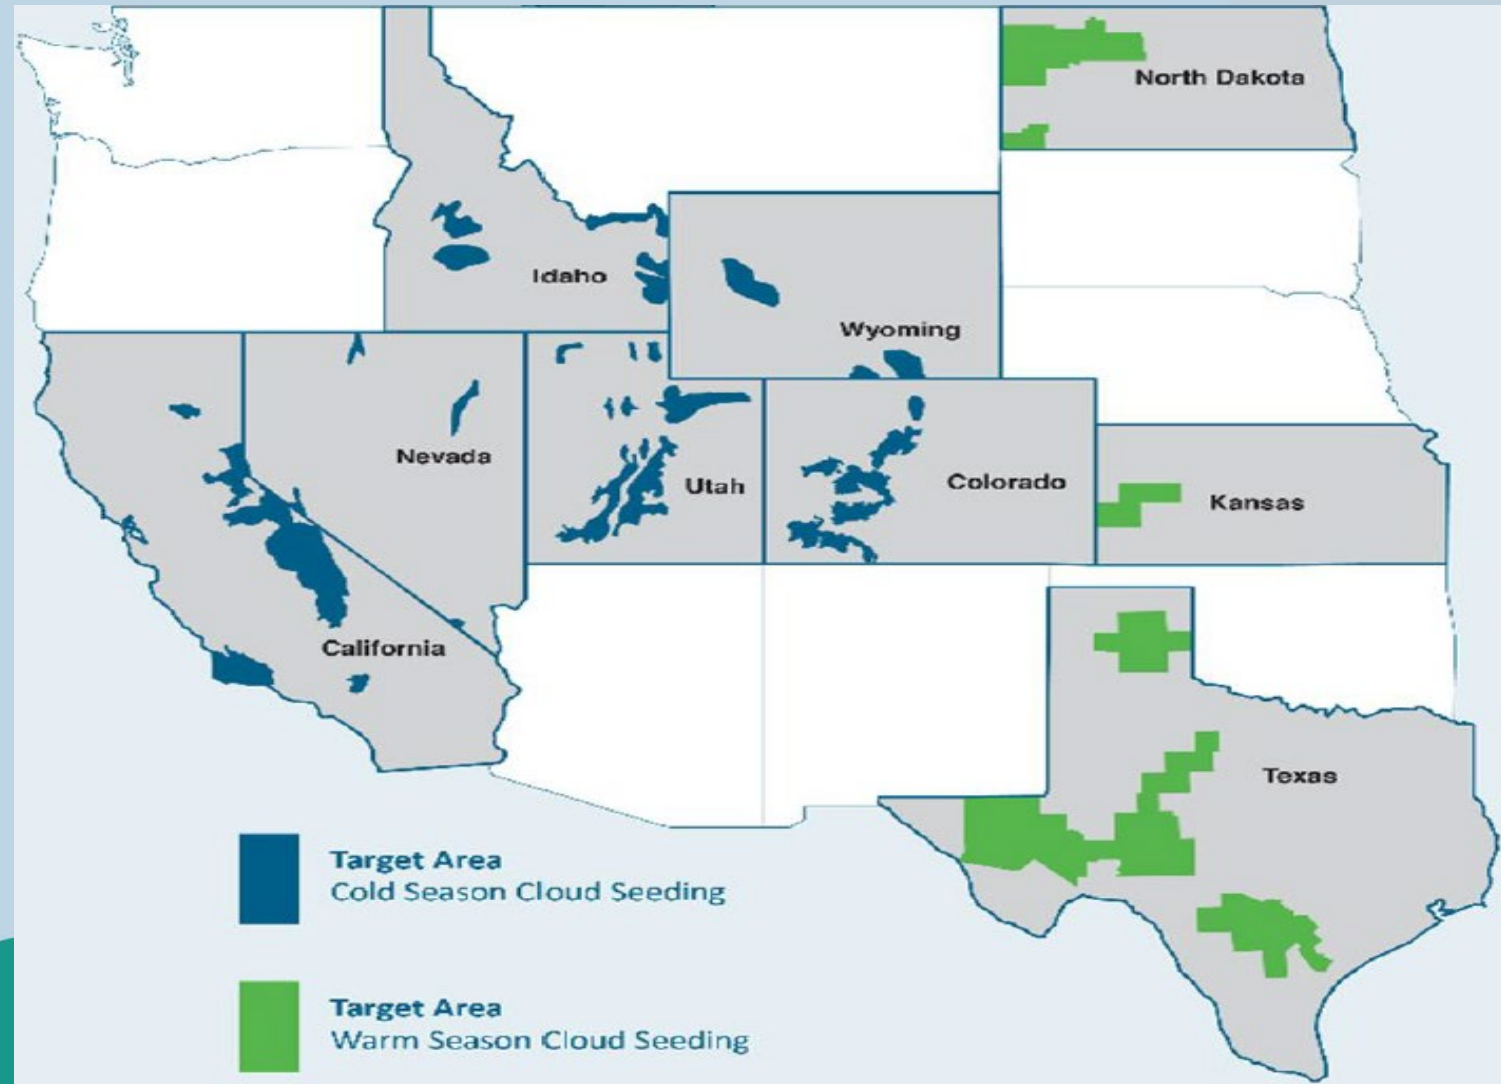 North Dakota
Idaho
Wyoming
Nevada
Utah
Colorado
Kansas
California
Texas
Target Area
Cold Season Cloud Seeding
Target Area
Warm Season Cloud Seeding